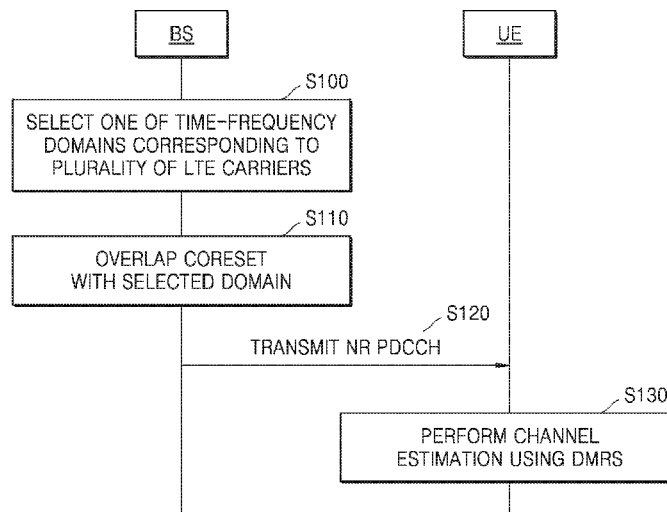 BS
UE
S100
SELECT ONE OF TIME-FREQUENCY
DOMAINS CORRESPONDING TO
PLURALITY OF LTE CARRIERS
S110
OVERLAP CORESET
WITH SELECTED DOMAIN
S120
TRANSMIT NR PDCCH
S130
PERFORM CHANNEL
ESTIMATION USING DMRS